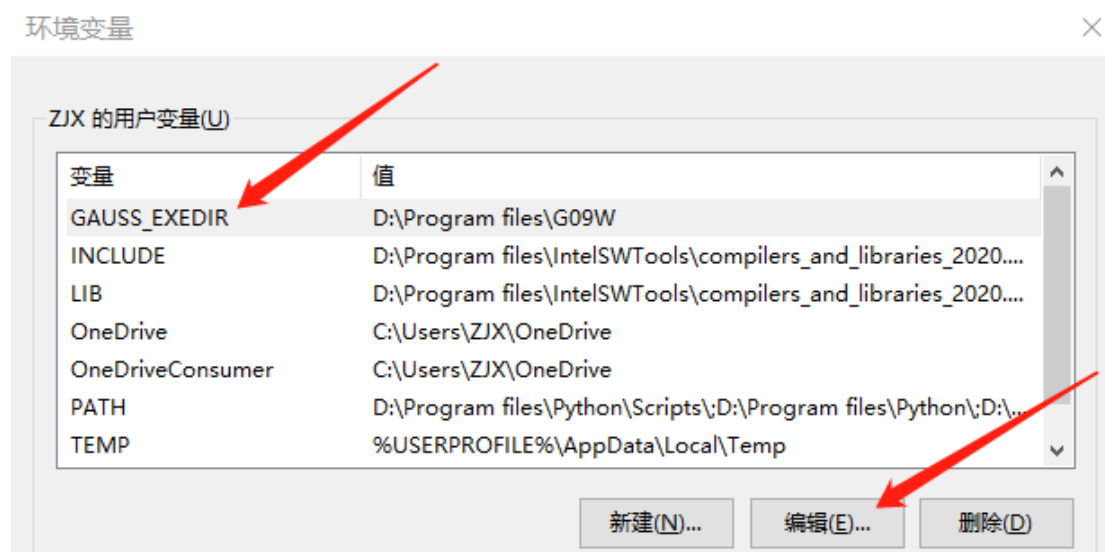 环境变量
ZJX 的用户变量(U)
变量 值
GAUSS_EXEDIR D:\Program files\G09W
INCLUDE D:\Program files\IntelSWTools\compilers_and_libraries_2020....
LIB D:\Program files\IntelSWTools\compilers_and_libraries_2020....
OneDrive C:\Users\ZJX\OneDrive
OneDriveConsumer C:\Users\ZJX\OneDrive
PATH D:\Program files\Python\Scripts\;D:\Program files\Python\;D:\...
TEMP %USERPROFILE%\AppData\Local\Temp
新建(N)... 编辑(E)... 删除(D)